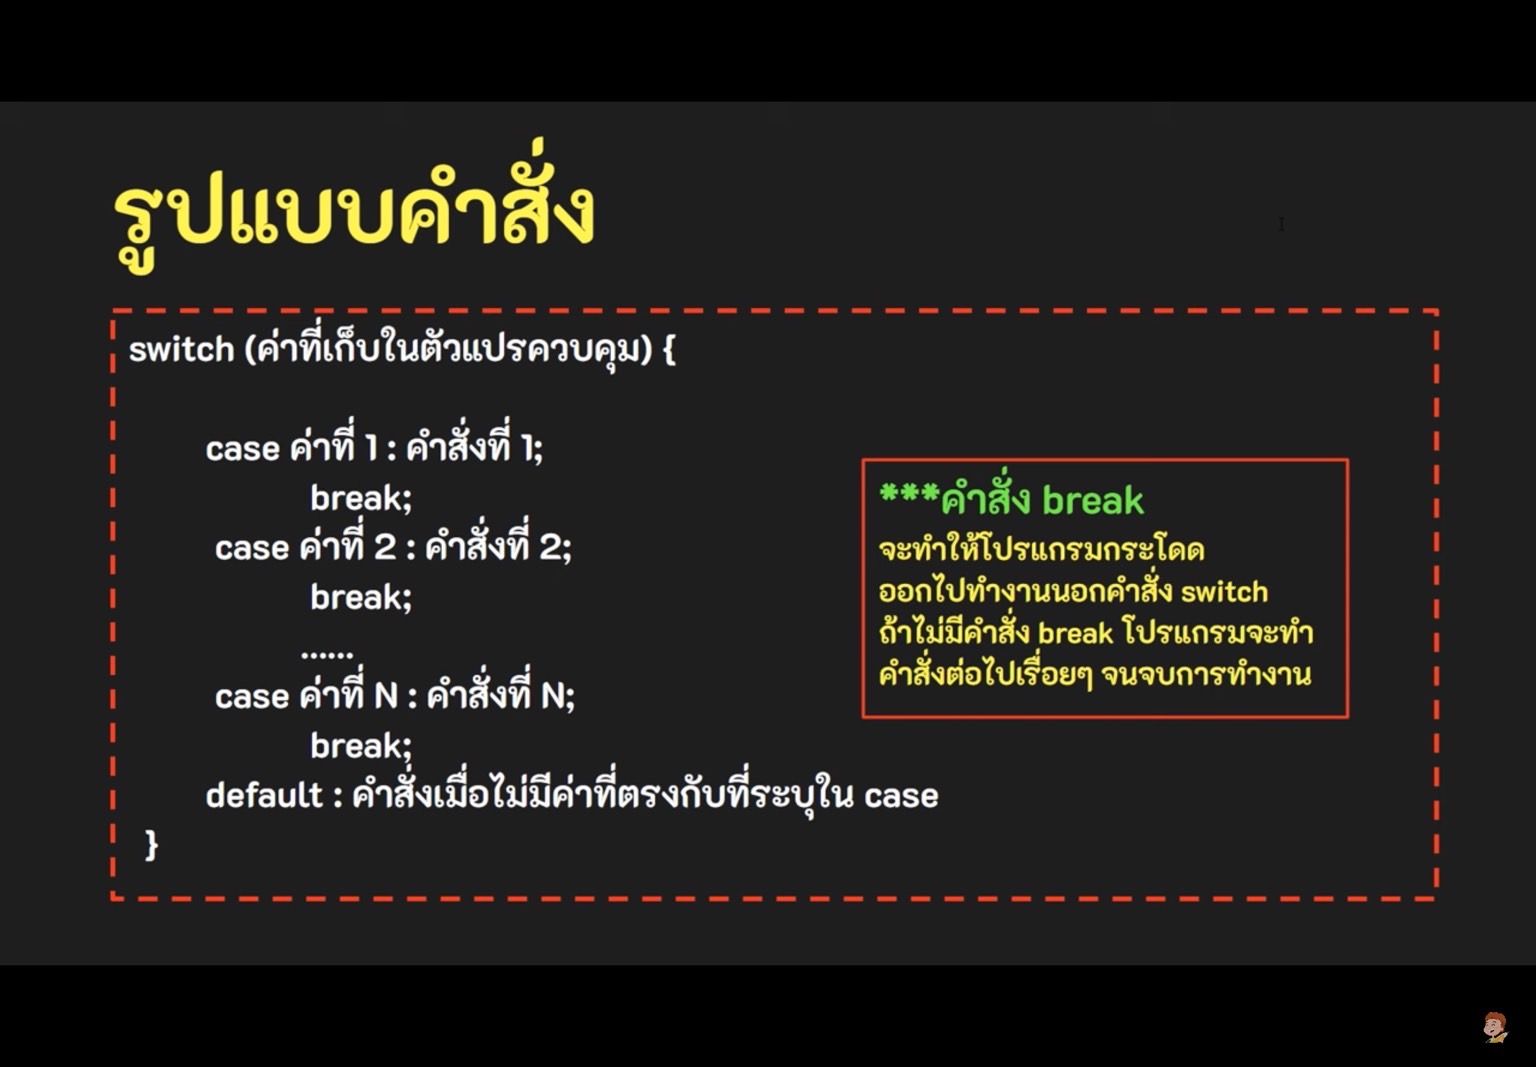 รูปแบบคำสั่ง
switch (ค่าที่เก็บในตัวแปรควบคุม) {
case ค่าที่ 1 : คำสั่งที่ 1;
break;
case ค่าที่ 2 : คำสั่งที่ 2;
break;
......
case ค่าที่ N : คำสั่งที่ N;
break;
default : คำสั่งเมื่อไม่มีค่าที่ตรงกับที่ระบุใน case
}
***คำสั่ง break
จะทำให้โปรแกรมกระโดด
ออกไปทำงานนอกคำสั่ง switch
ถ้าไม่มีคำสั่ง break โปรแกรมจะทำ
คำสั่งต่อไปเรื่อยๆ จนจบการทำงาน